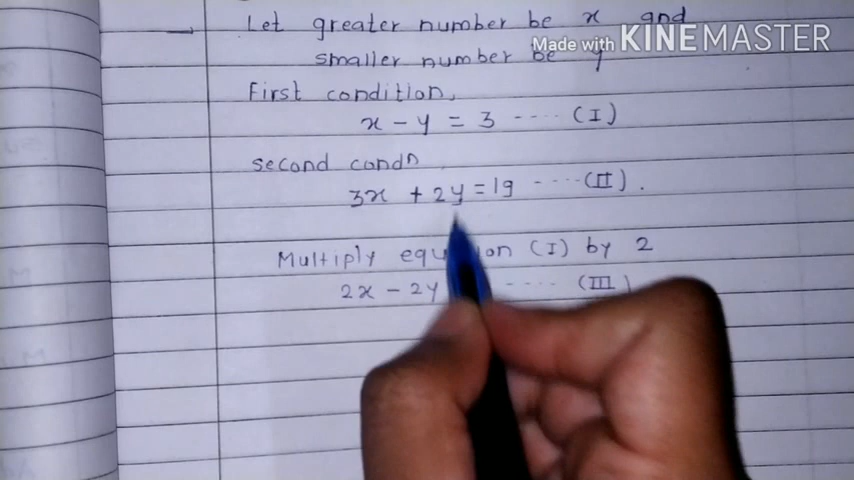 Let greater number be x and
Made with KINEMASTER
smaller number be y
First condition,
x - y = 3 ---- (I)
second condn
3x + 2y = 19 ---- (II).
Multiply equ on (I) by 2
2x - 2y ---- (III)